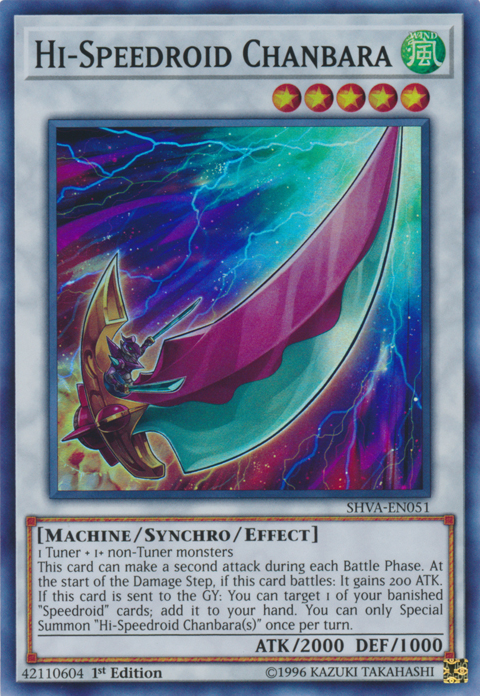 Hi-Speedroid Chanbara
WIND
風
SHVA-EN051
[Machine/Synchro/Effect]
1 Tuner + 1+ non-Tuner monsters
This card can make a second attack during each Battle Phase. At
the start of the Damage Step, if this card battles: It gains 200 ATK.
If this card is sent to the GY: You can target 1 of your banished
"Speedroid" cards; add it to your hand. You can only Special
Summon "Hi-Speedroid Chanbara(s)" once per turn.
ATK/2000 DEF/1000
42110604 1st Edition ©1996 KAZUKI TAKAHASHI